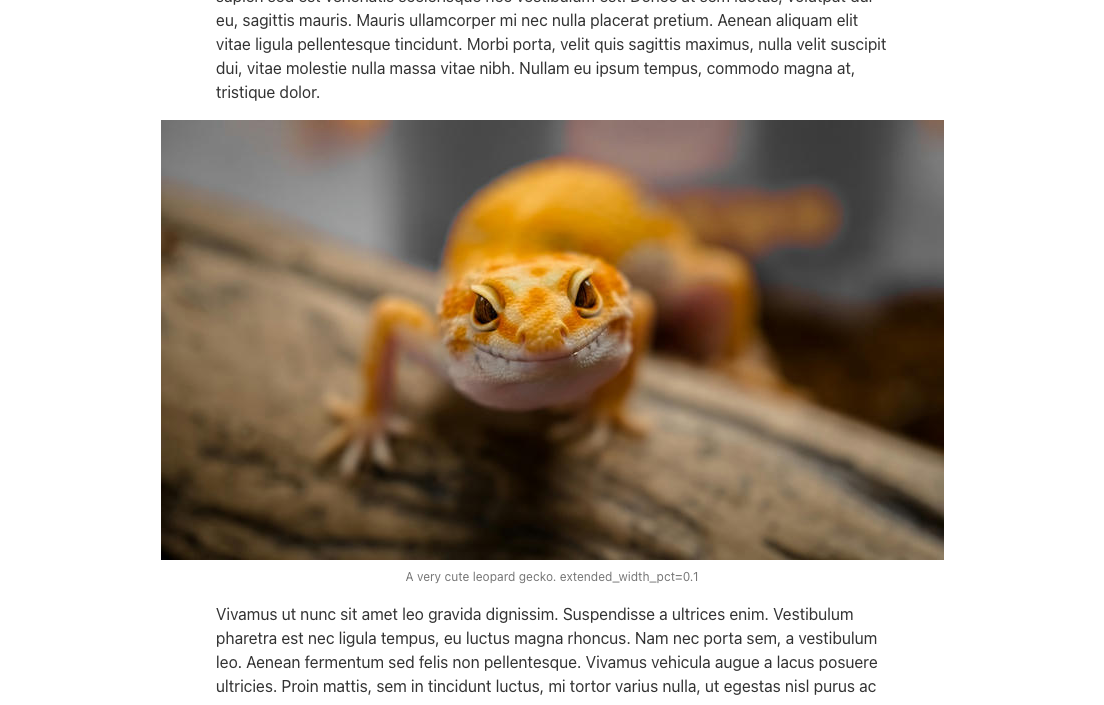 eu, sagittis mauris. Mauris ullamcorper mi nec nulla placerat pretium. Aenean aliquam elit
vitae ligula pellentesque tincidunt. Morbi porta, velit quis sagittis maximus, nulla velit suscipit
dui, vitae molestie nulla massa vitae nibh. Nullam eu ipsum tempus, commodo magna at,
tristique dolor.
A very cute leopard gecko. extended_width_pct=0.1
Vivamus ut nunc sit amet leo gravida dignissim. Suspendisse a ultrices enim. Vestibulum
pharetra est nec ligula tempus, eu luctus magna rhoncus. Nam nec porta sem, a vestibulum
leo. Aenean fermentum sed felis non pellentesque. Vivamus vehicula augue a lacus posuere
ultricies. Proin mattis, sem in tincidunt luctus, mi tortor varius nulla, ut egestas nisl purus ac